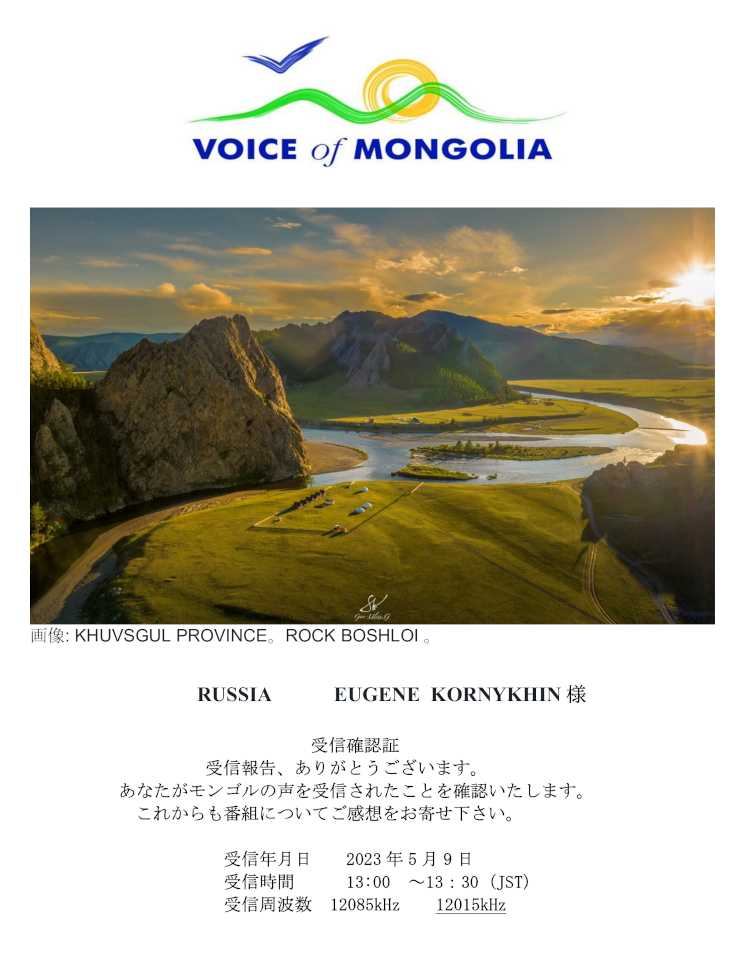 VOICE of MONGOLIA
画像: KHUVSGUL PROVINCE。ROCK BOSHLOI 。
RUSSIA EUGENE KORNYKHIN 様
受信確認証
受信報告、ありがとうございます。
あなたがモンゴルの声を受信されたことを確認いたします。
これからも番組についてご感想をお寄せ下さい。
受信年月日 2023 年 5 月 9 日
受信時間 13:00 ～13：30 (JST)
受信周波数 12085kHz 12015kHz